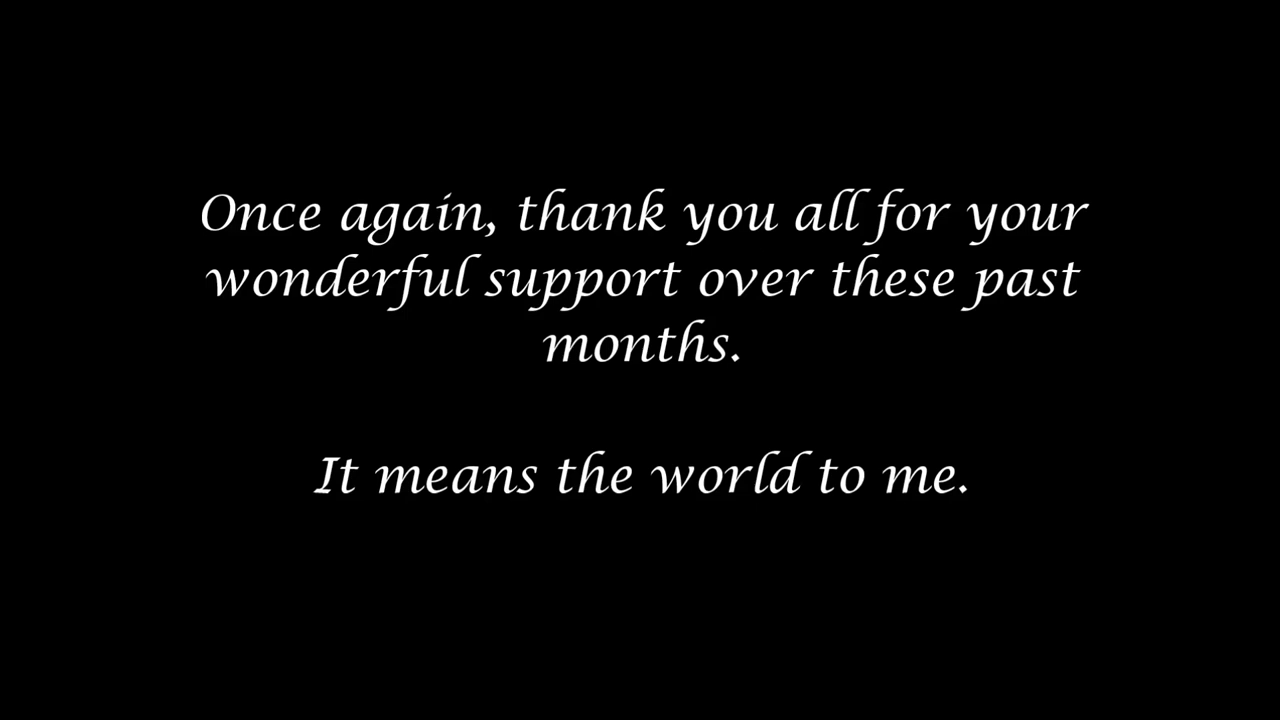 Once again, thank you all for your
wonderful support over these past
months.
It means the world to me.